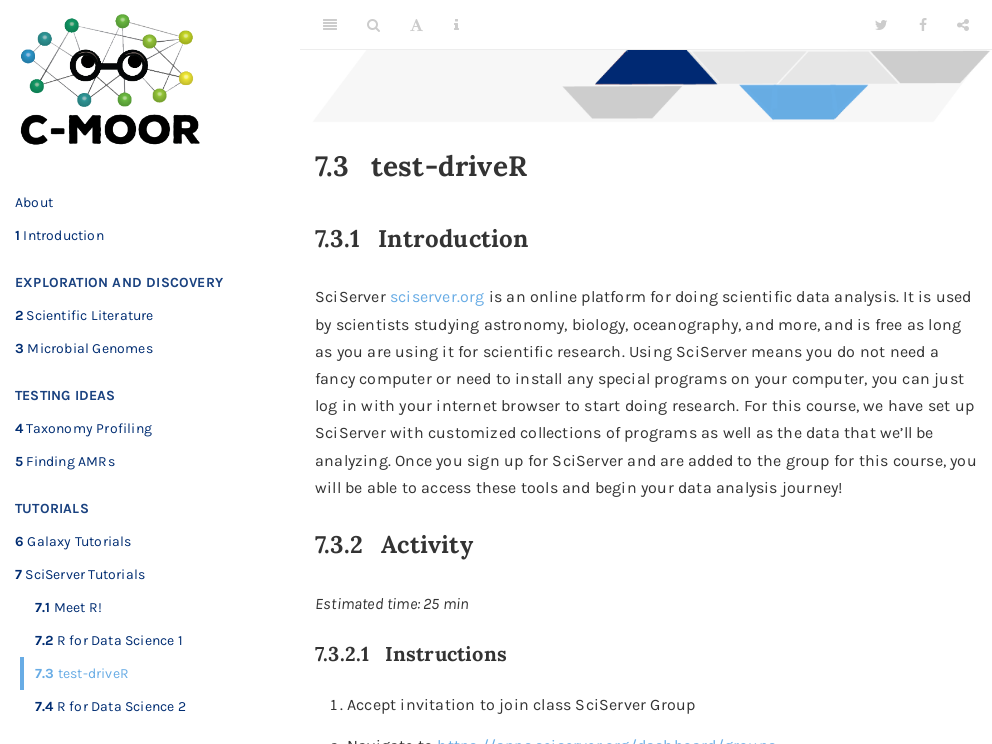 C-MOOR
About
1 Introduction
EXPLORATION AND DISCOVERY
2 Scientific Literature
3 Microbial Genomes
TESTING IDEAS
4 Taxonomy Profiling
5 Finding AMRs
TUTORIALS
6 Galaxy Tutorials
7 SciServer Tutorials
7.1 Meet R!
7.2 R for Data Science 1
7.3 test-driveR
7.4 R for Data Science 2
7.3 test-driveR
7.3.1 Introduction
SciServer sciserver.org is an online platform for doing scientific data analysis. It is used
by scientists studying astronomy, biology, oceanography, and more, and is free as long
as you are using it for scientific research. Using SciServer means you do not need a
fancy computer or need to install any special programs on your computer, you can just
log in with your internet browser to start doing research. For this course, we have set up
SciServer with customized collections of programs as well as the data that we'll be
analyzing. Once you sign up for SciServer and are added to the group for this course, you
will be able to access these tools and begin your data analysis journey!
7.3.2 Activity
Estimated time: 25 min
7.3.2.1 Instructions
1. Accept invitation to join class SciServer Group
2. Navigate to https://apps.sciserver.org/dashboard/groups